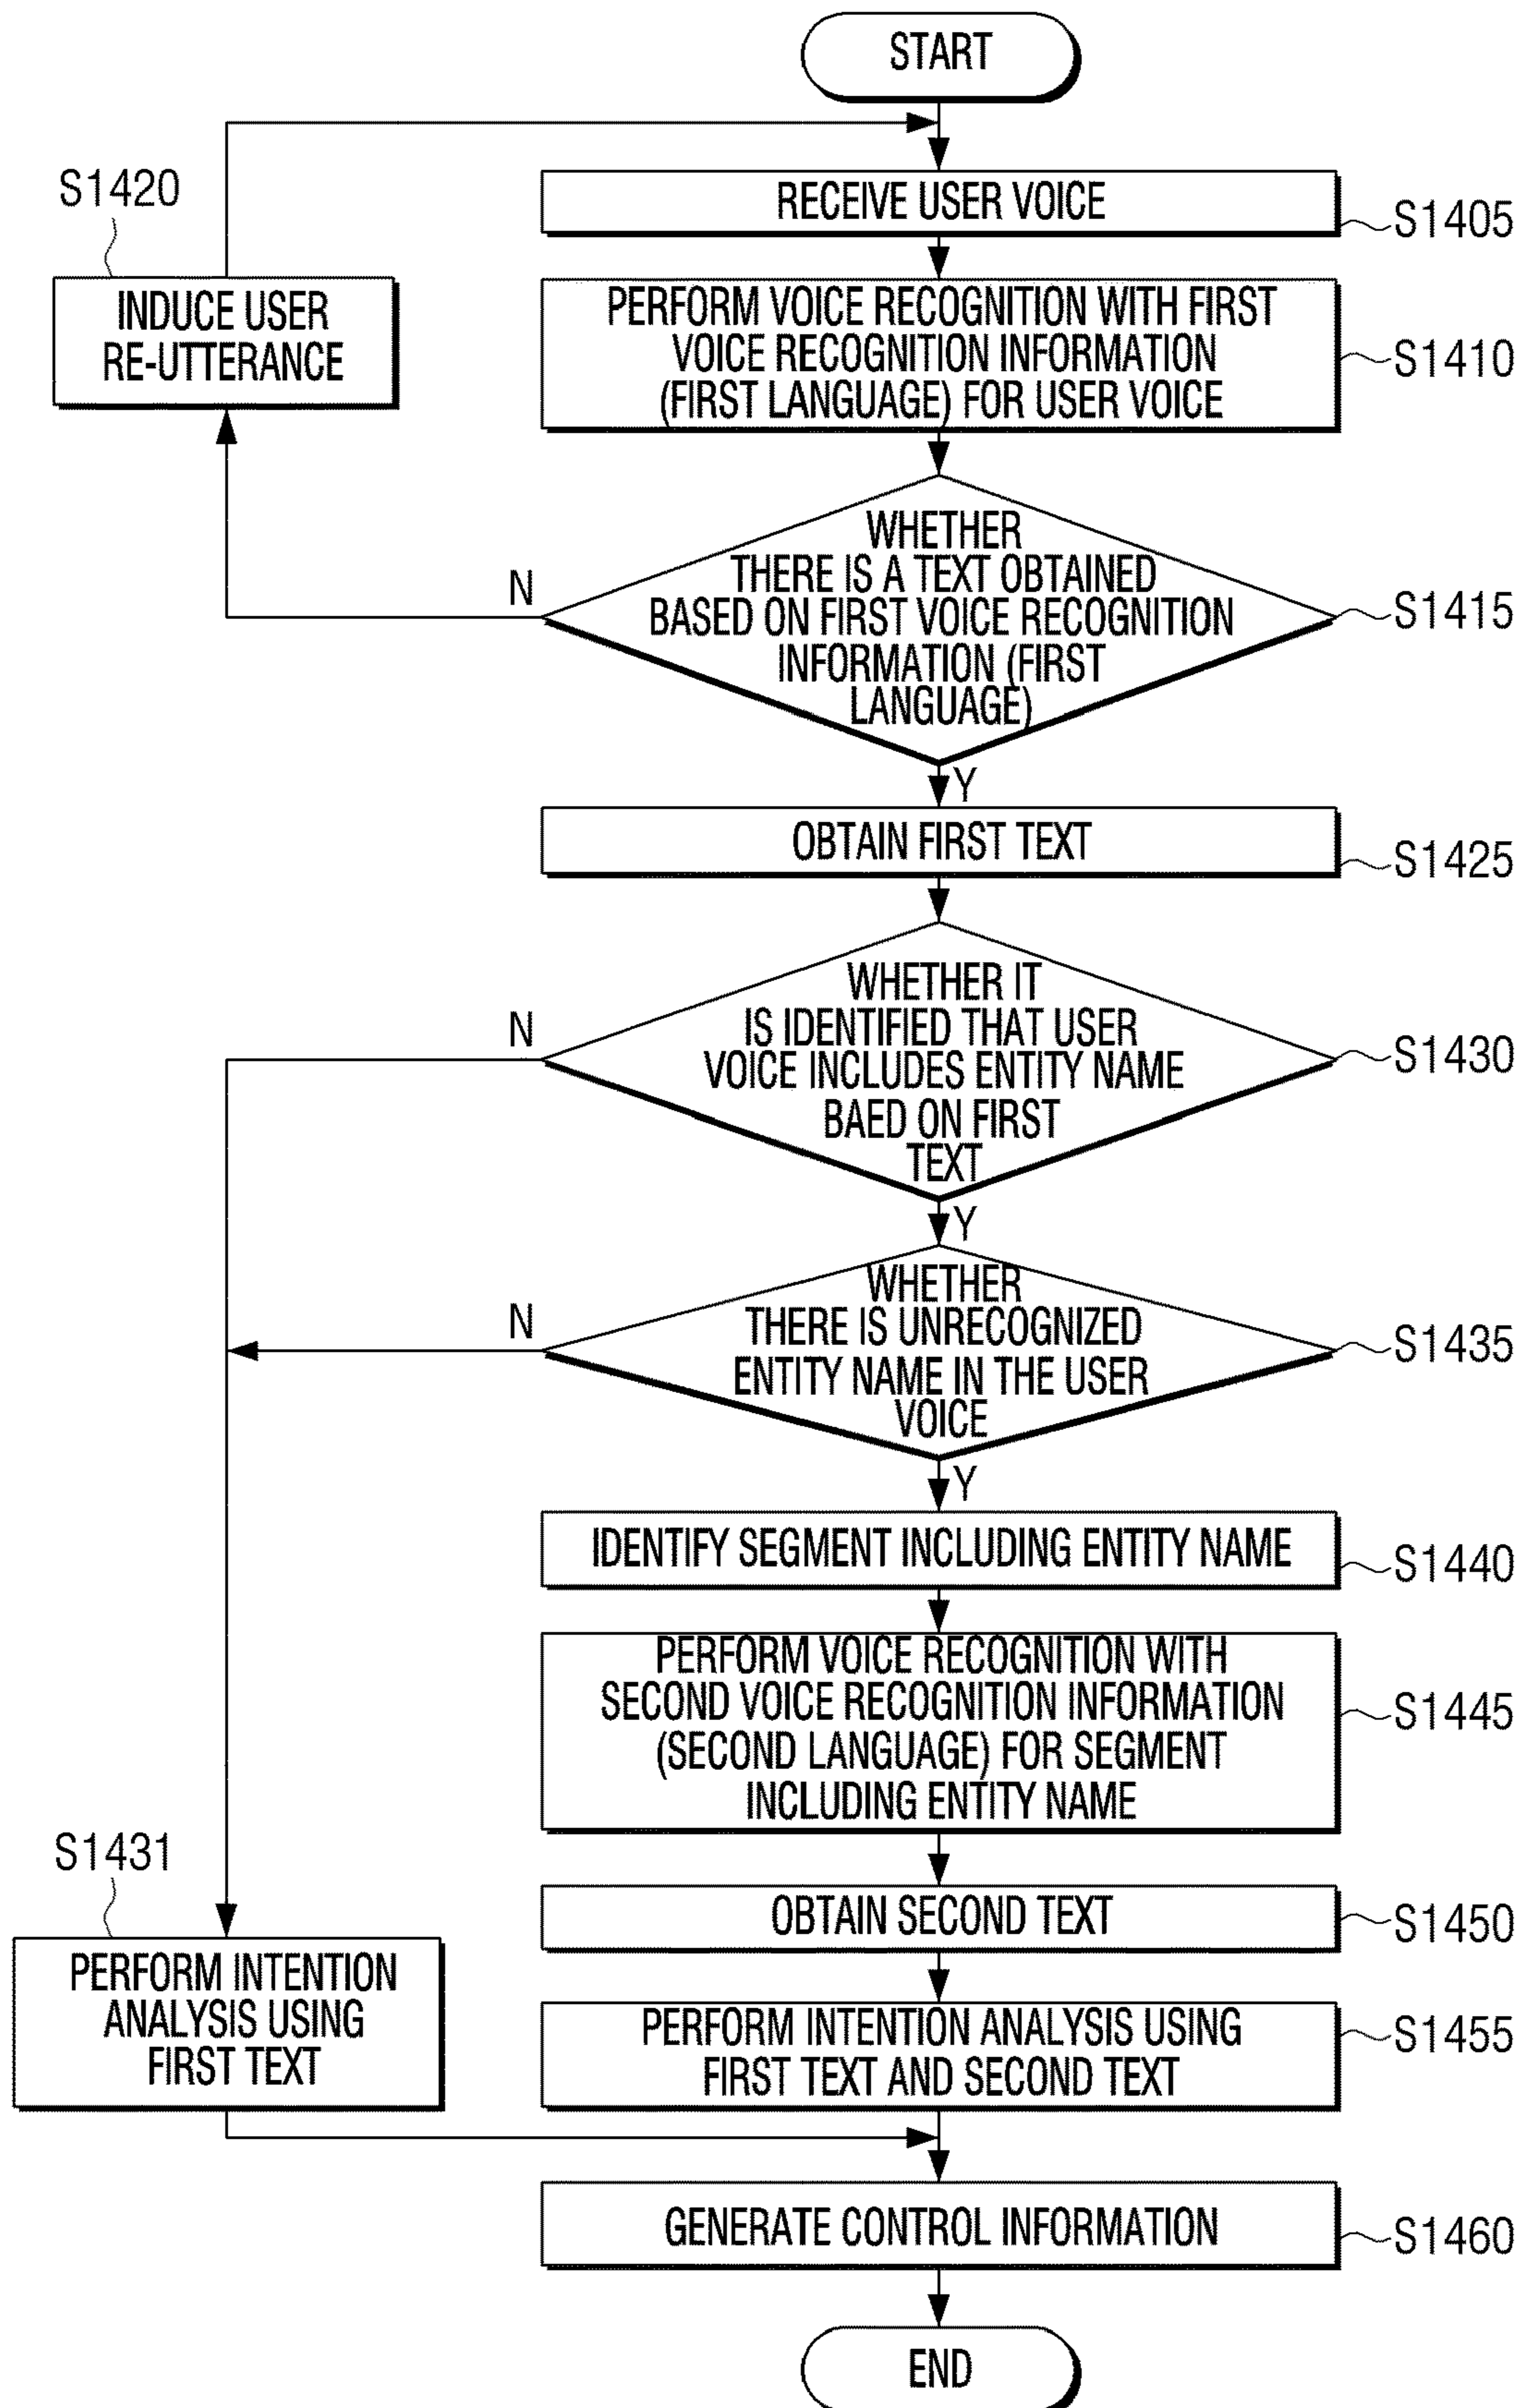 START
S1420
RECEIVE USER VOICE
S1405
INDUCE USER
RE-UTTERANCE
PERFORM VOICE RECOGNITION WITH FIRST
VOICE RECOGNITION INFORMATION
(FIRST LANGUAGE) FOR USER VOICE
S1410
WHETHER
THERE IS A TEXT OBTAINED
BASED ON FIRST VOICE RECOGNITION
INFORMATION (FIRST
LANGUAGE)
N
S1415
Y
OBTAIN FIRST TEXT
S1425
WHETHER IT
IS IDENTIFIED THAT USER
VOICE INCLUDES ENTITY NAME
BAED ON FIRST
TEXT
N
S1430
Y
WHETHER
THERE IS UNRECOGNIZED
ENTITY NAME IN THE USER
VOICE
N
S1435
Y
IDENTIFY SEGMENT INCLUDING ENTITY NAME
S1440
PERFORM VOICE RECOGNITION WITH
SECOND VOICE RECOGNITION INFORMATION
(SECOND LANGUAGE) FOR SEGMENT
INCLUDING ENTITY NAME
S1445
S1431
OBTAIN SECOND TEXT
S1450
PERFORM INTENTION
ANALYSIS USING
FIRST TEXT
PERFORM INTENTION ANALYSIS USING
FIRST TEXT AND SECOND TEXT
S1455
GENERATE CONTROL INFORMATION
S1460
END